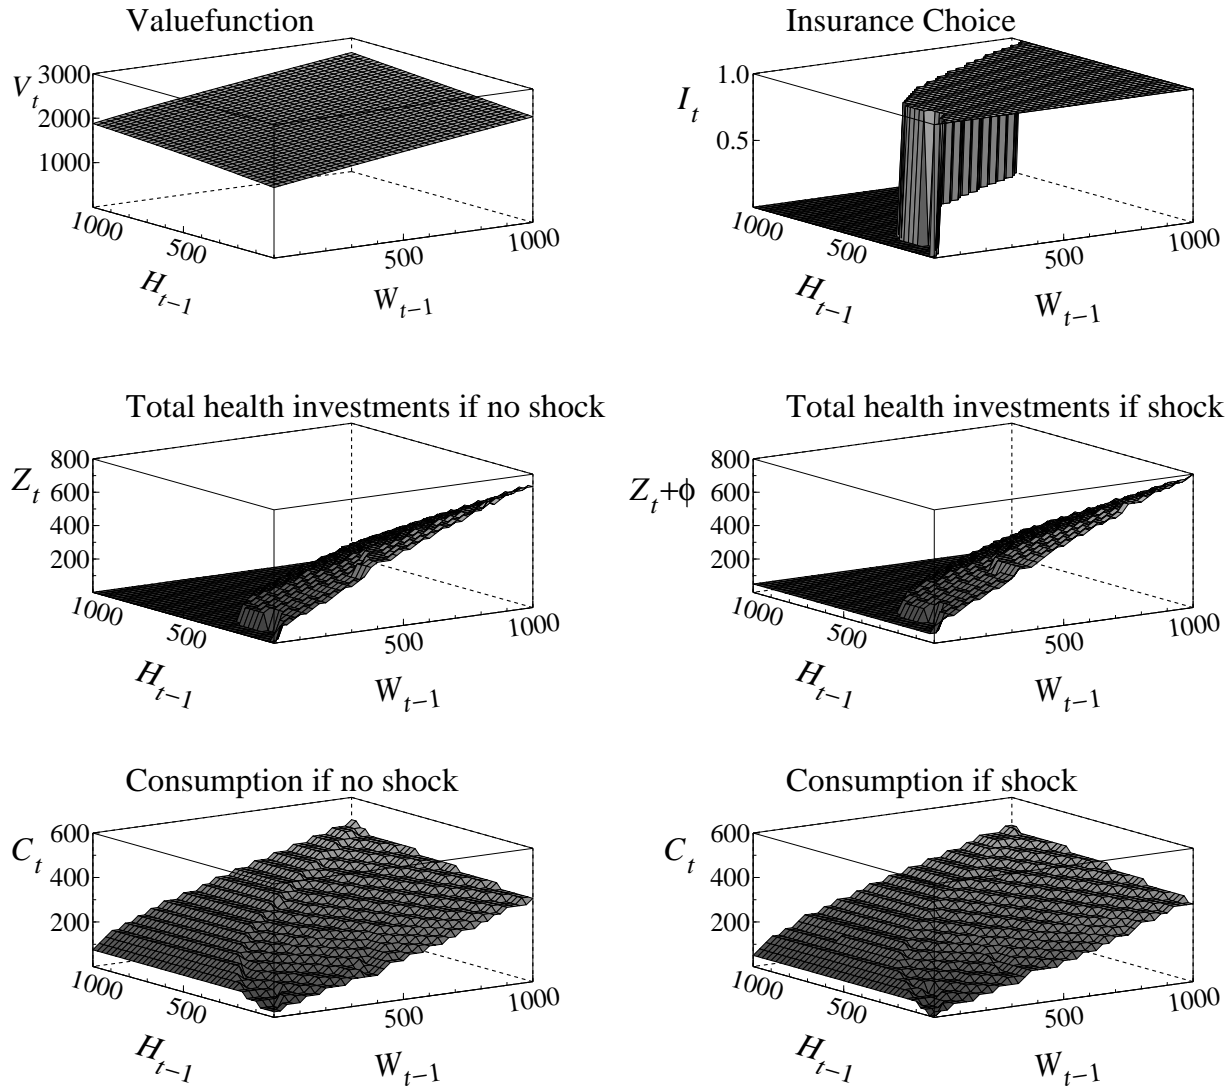 Valuefunction
V_t
3000
2000
1000
1000
500
H_{t−1}
500
1000
W_{t−1}
Insurance Choice
I_t
1.0
0.5
1000
500
H_{t−1}
500
1000
W_{t−1}
Total health investments if no shock
Z_t
800
600
400
200
1000
500
H_{t−1}
500
1000
W_{t−1}
Total health investments if shock
Z_t+ϕ
800
600
400
200
1000
500
H_{t−1}
500
1000
W_{t−1}
Consumption if no shock
C_t
600
400
200
1000
500
H_{t−1}
500
1000
W_{t−1}
Consumption if shock
C_t
600
400
200
1000
500
H_{t−1}
500
1000
W_{t−1}